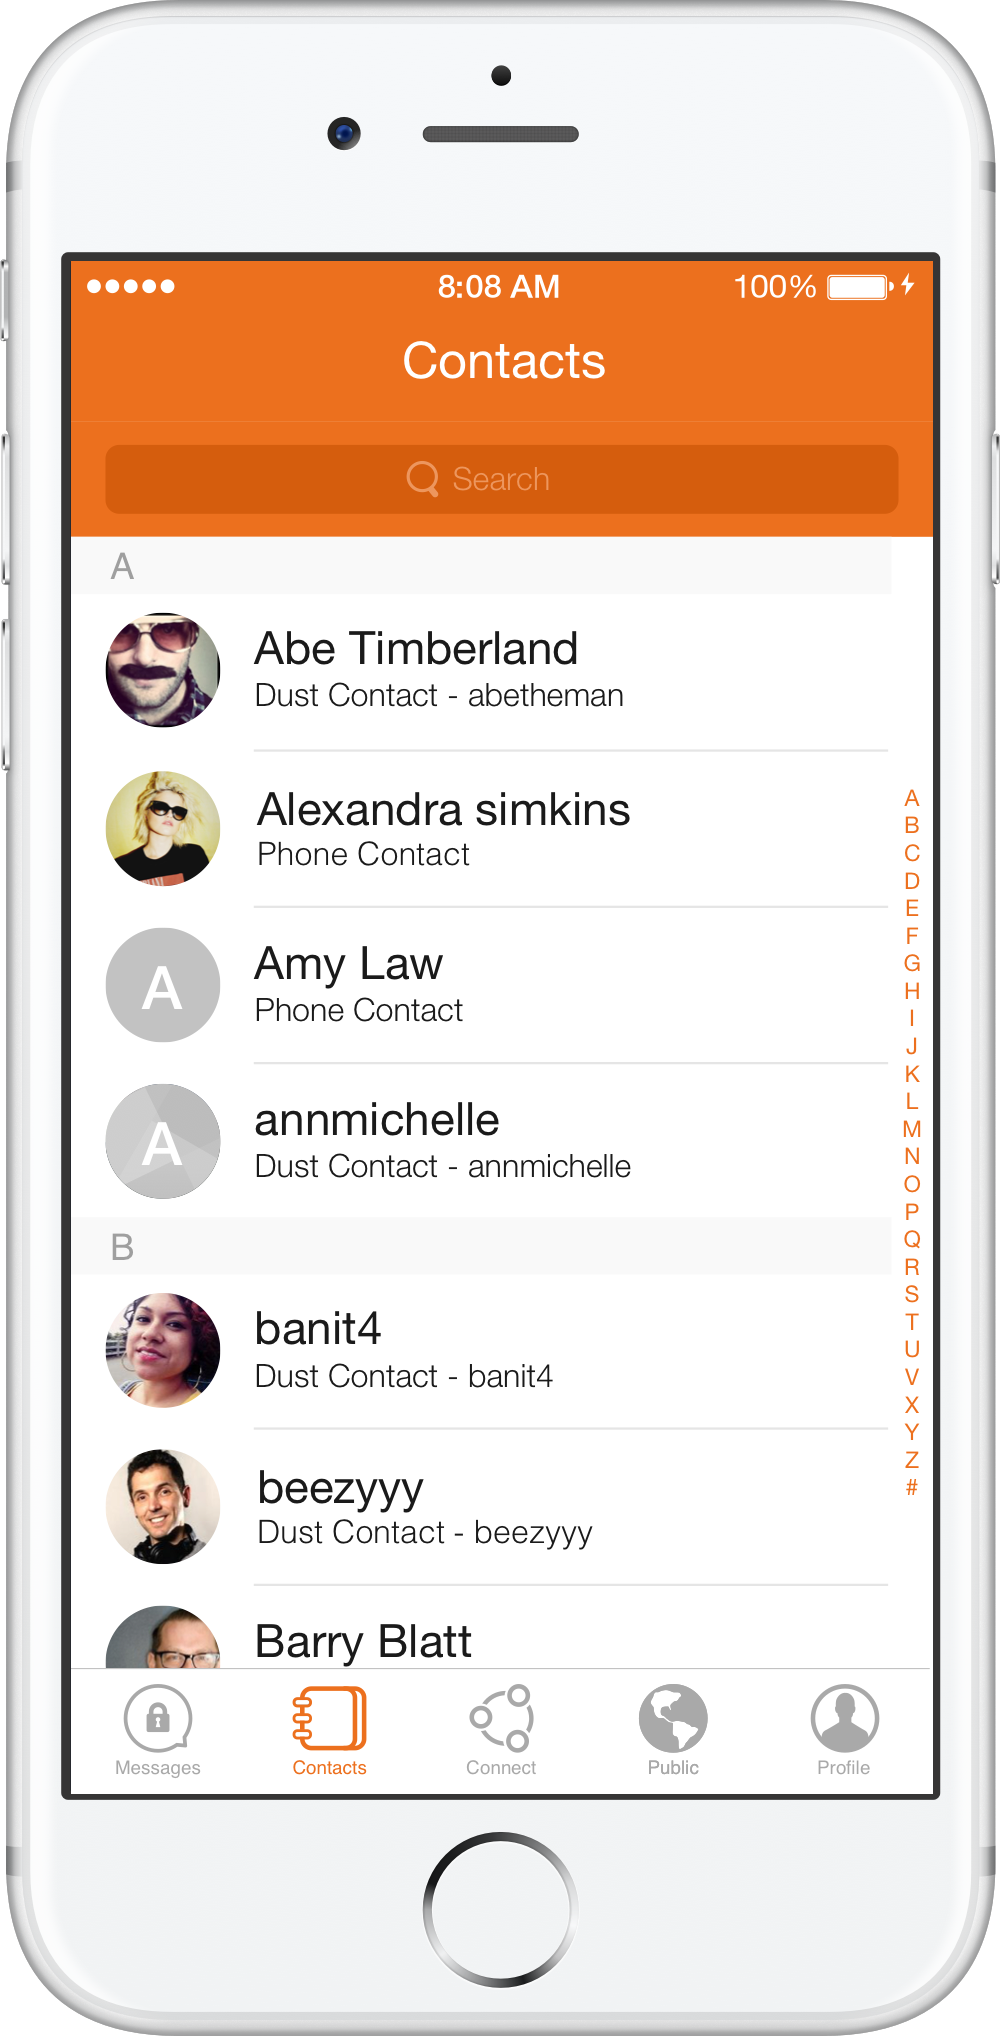 8:08 AM 100%
Contacts
Search
A
Abe Timberland
Dust Contact - abetheman
Alexandra simkins
Phone Contact
A
Amy Law
Phone Contact
A
annmichelle
Dust Contact - annmichelle
B
banit4
Dust Contact - banit4
beezyyy
Dust Contact - beezyyy
Barry Blatt
A
B
C
D
E
F
G
H
I
J
K
L
M
N
O
P
Q
R
S
T
U
V
X
Y
Z
#
Messages Contacts Connect Public Profile